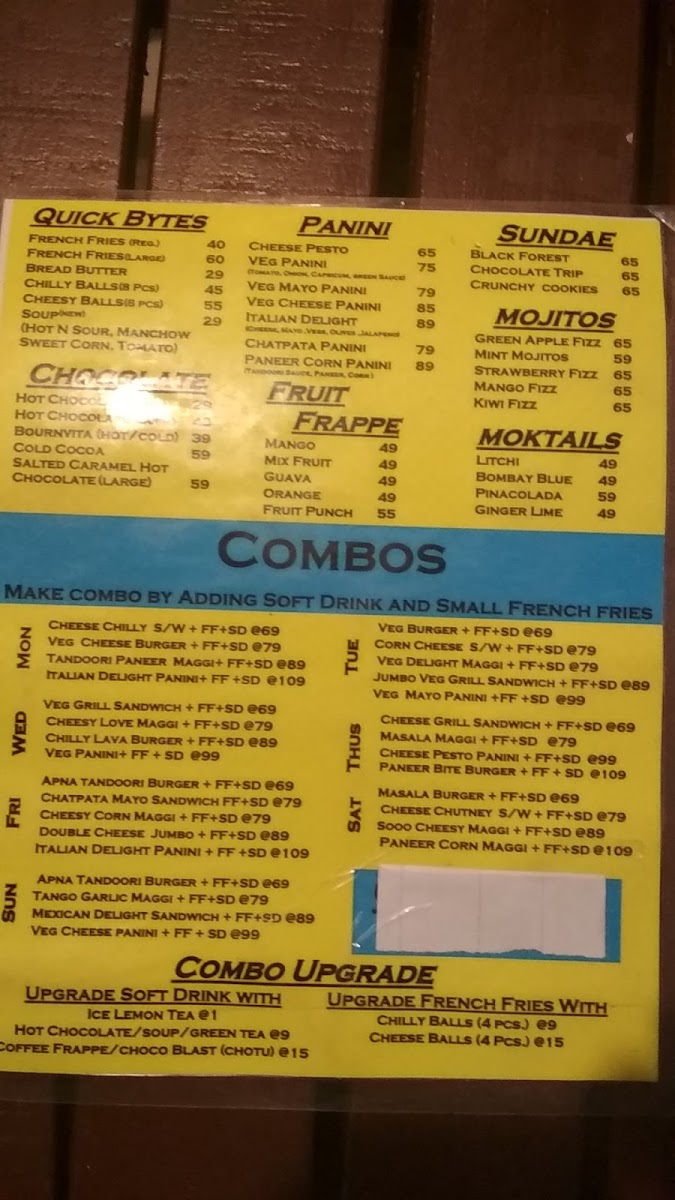 QUICK BYTES
FRENCH FRIES (REG.) 40
FRENCH FRIES(LARGE) 60
BREAD BUTTER 29
CHILLY BALLS(8 PCS) 45
CHEESY BALLS(8 PCS) 55
SOUP(NEW) 29
(HOT N SOUR, MANCHOW
SWEET CORN, TOMATO)
CHOCOLATE
HOT
HOT
BOURNVITA (HOT/COLD) 39
COLD COCOA 59
SALTED CARAMEL HOT
CHOCOLATE (LARGE) 59
PANINI
CHEESE PESTO 65
VEG PANINI 75
(TOMATO, ONION, CAPSICUM, GREEN SAUCE)
VEG MAYO PANINI 79
VEG CHEESE PANINI 85
ITALIAN DELIGHT 89
(CHEESE, MAYO, VEGS, OLIVES, JALAPENO)
CHATPATA PANINI 79
PANEER CORN PANINI 89
(TANDOORI SAUCE, PANEER, CORN)
FRUIT
FRAPPE
MANGO 49
MIX FRUIT 49
GUAVA 49
ORANGE 49
FRUIT PUNCH 55
SUNDAE
BLACK FOREST 65
CHOCOLATE TRIP 65
CRUNCHY COOKIES 65
MOJITOS
GREEN APPLE FIZZ 65
MINT MOJITOS 59
STRAWBERRY FIZZ 65
MANGO FIZZ 65
KIWI FIZZ 65
MOKTAILS
LITCHI 49
BOMBAY BLUE 49
PINACOLADA 59
GINGER LIME 49
COMBOS
MAKE COMBO BY ADDING SOFT DRINK AND SMALL FRENCH FRIES
MON
CHEESE CHILLY S/W + FF+SD @69
VEG CHEESE BURGER + FF+SD @79
TANDOORI PANEER MAGGI+ FF+SD @89
ITALIAN DELIGHT PANINI+ FF +SD @109
TUE
VEG BURGER + FF+SD @69
CORN CHEESE S/W + FF+SD @79
VEG DELIGHT MAGGI + FF+SD @79
JUMBO VEG GRILL SANDWICH + FF+SD @89
VEG MAYO PANINI +FF +SD @99
WED
VEG GRILL SANDWICH + FF+SD @69
CHEESY LOVE MAGGI + FF+SD @79
CHILLY LAVA BURGER + FF+SD @89
VEG PANINI+ FF + SD @99
THUS
CHEESE GRILL SANDWICH + FF+SD @69
MASALA MAGGI + FF+SD @79
CHEESE PESTO PANINI + FF+SD @99
PANEER BITE BURGER + FF + SD @109
FRI
APNA TANDOORI BURGER + FF+SD @69
CHATPATA MAYO SANDWICH FF+SD @79
CHEESY CORN MAGGI + FF+SD @79
DOUBLE CHEESE JUMBO + FF+SD @89
ITALIAN DELIGHT PANINI + FF +SD @109
SAT
MASALA BURGER + FF+SD @69
CHEESE CHUTNEY S/W + FF+SD @79
SOOO CHEESY MAGGI + FF+SD @89
PANEER CORN MAGGI + FF+SD @109
SUN
APNA TANDOORI BURGER + FF+SD @69
TANGO GARLIC MAGGI + FF+SD @79
MEXICAN DELIGHT SANDWICH + FF+SD @89
VEG CHEESE PANINI + FF + SD @99
COMBO UPGRADE
UPGRADE SOFT DRINK WITH
ICE LEMON TEA @1
HOT CHOCOLATE/SOUP/GREEN TEA @9
COFFEE FRAPPE/CHOCO BLAST (CHOTU) @15
UPGRADE FRENCH FRIES WITH
CHILLY BALLS (4 PCS.) @9
CHEESE BALLS (4 PCS.) @15